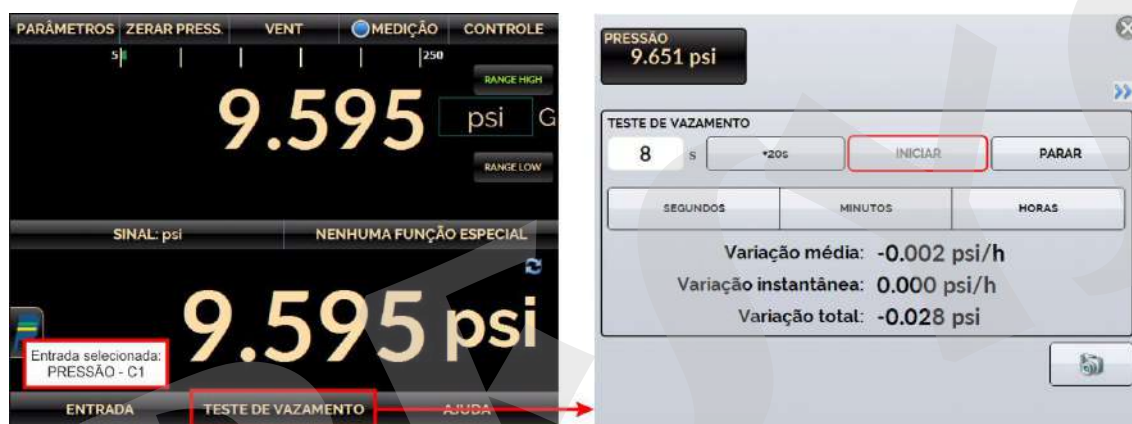 PARÂMETROS ZERAR PRESS. VENT MEDIÇÃO CONTROLE
5 250
RANGE HIGH
9.595 psi G
RANGE LOW
SINAL: psi NENHUMA FUNÇÃO ESPECIAL
9.595 psi
Entrada selecionada:
PRESSÃO - C1
ENTRADA TESTE DE VAZAMENTO AJUDA
PRESSÃO
9.651 psi
TESTE DE VAZAMENTO
8 s +20s INICIAR PARAR
SEGUNDOS MINUTOS HORAS
Variação média: -0.002 psi/h
Variação instantânea: 0.000 psi/h
Variação total: -0.028 psi